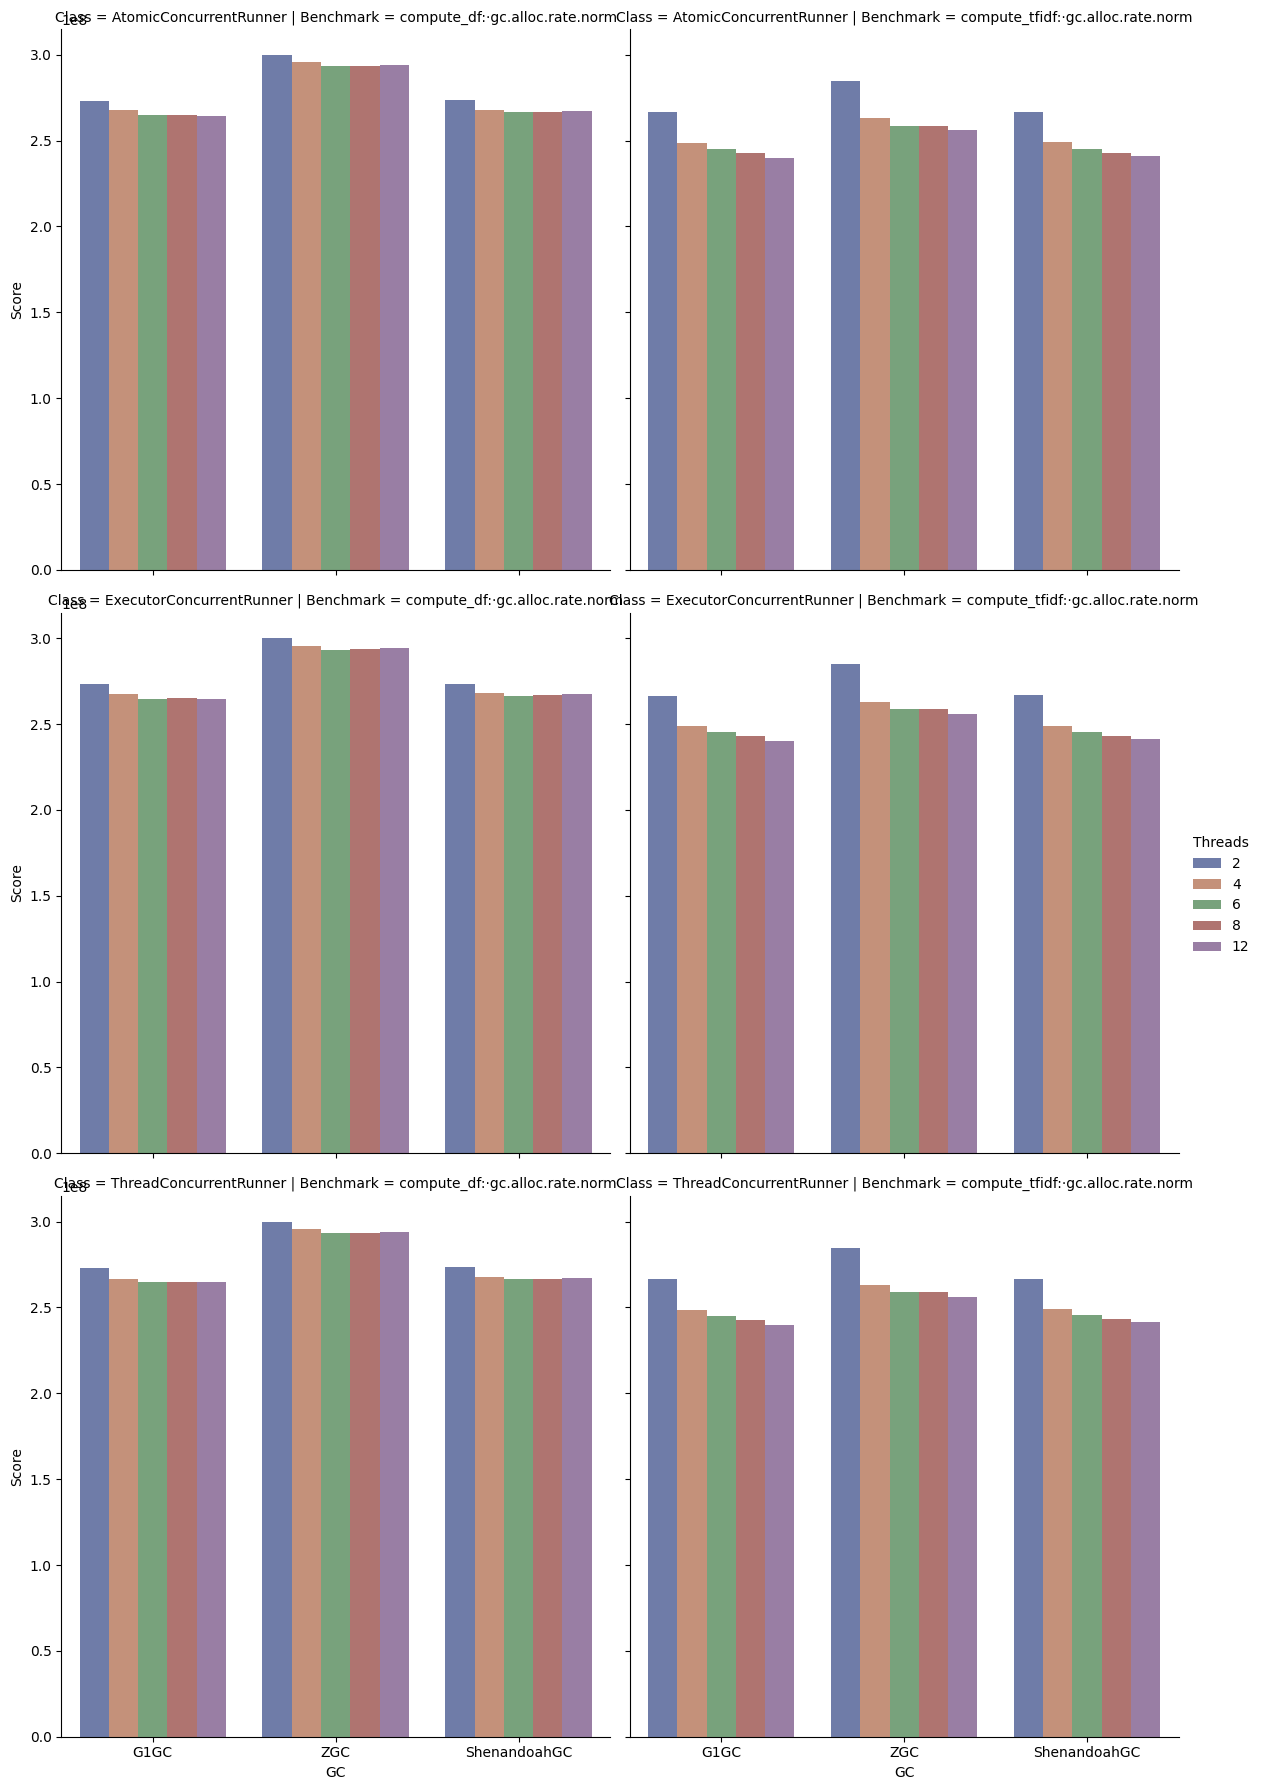 Class = AtomicConcurrentRunner | Benchmark = compute_df:·gc.alloc.rate.norm
Class = AtomicConcurrentRunner | Benchmark = compute_tfidf:·gc.alloc.rate.norm
1e8
3.0
2.5
2.0
1.5
1.0
0.5
0.0
Score
Class = ExecutorConcurrentRunner | Benchmark = compute_df:·gc.alloc.rate.norm
Class = ExecutorConcurrentRunner | Benchmark = compute_tfidf:·gc.alloc.rate.norm
1e8
3.0
2.5
2.0
1.5
1.0
0.5
0.0
Score
Threads
2
4
6
8
12
Class = ThreadConcurrentRunner | Benchmark = compute_df:·gc.alloc.rate.norm
Class = ThreadConcurrentRunner | Benchmark = compute_tfidf:·gc.alloc.rate.norm
1e8
3.0
2.5
2.0
1.5
1.0
0.5
0.0
Score
G1GC ZGC ShenandoahGC
GC
G1GC ZGC ShenandoahGC
GC